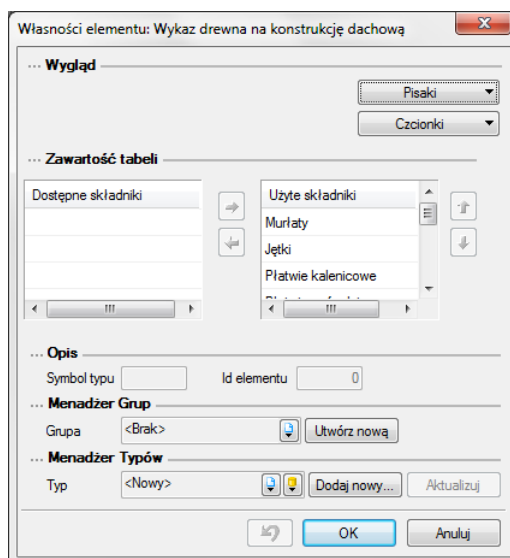 Własności elementu: Wykaz drewna na konstrukcję dachową
... Wygląd
Pisaki
Czcionki
... Zawartość tabeli
Dostępne składniki
Użyte składniki
Murłaty
Jętki
Płatwie kalenicowe
... Opis
Symbol typu
Id elementu 0
... Menadżer Grup
Grupa <Brak> Utwórz nową
... Menadżer Typów
Typ <Nowy> Dodaj nowy... Aktualizuj
OK Anuluj